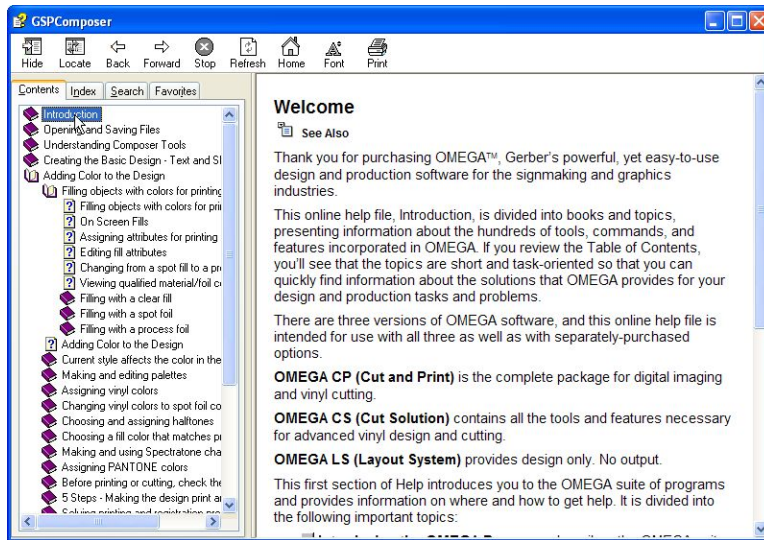 GSPComposer
Hide Locate Back Forward Stop Refresh Home Font Print
Contents Index Search Favorites
Introduction
Opening and Saving Files
Understanding Composer Tools
Creating the Basic Design - Text and Sl
Adding Color to the Design
Filling objects with colors for printing
Filling objects with colors for pri
On Screen Fills
Assigning attributes for printing
Editing fill attributes
Changing from a spot fill to a pro
Viewing qualified material/foil co
Filling with a clear fill
Filling with a spot foil
Filling with a process foil
Adding Color to the Design
Current style affects the color in the
Making and editing palettes
Assigning vinyl colors
Changing vinyl colors to spot foil co
Choosing and assigning halftones
Choosing a fill color that matches p
Making and using Spectratone cha
Assigning PANTONE colors
Before printing or cutting, check the
5 Steps - Making the design print a
Solving printing and registration pro
Welcome
See Also
Thank you for purchasing OMEGA™, Gerber's powerful, yet easy-to-use
design and production software for the signmaking and graphics
industries.
This online help file, Introduction, is divided into books and topics,
presenting information about the hundreds of tools, commands, and
features incorporated in OMEGA. If you review the Table of Contents,
you'll see that the topics are short and task-oriented so that you can
quickly find information about the solutions that OMEGA provides for your
design and production tasks and problems.
There are three versions of OMEGA software, and this online help file is
intended for use with all three as well as with separately-purchased
options.
OMEGA CP (Cut and Print) is the complete package for digital imaging
and vinyl cutting.
OMEGA CS (Cut Solution) contains all the tools and features necessary
for advanced vinyl design and cutting.
OMEGA LS (Layout System) provides design only. No output.
This first section of Help introduces you to the OMEGA suite of programs
and provides information on where and how to get help. It is divided into
the following important topics: